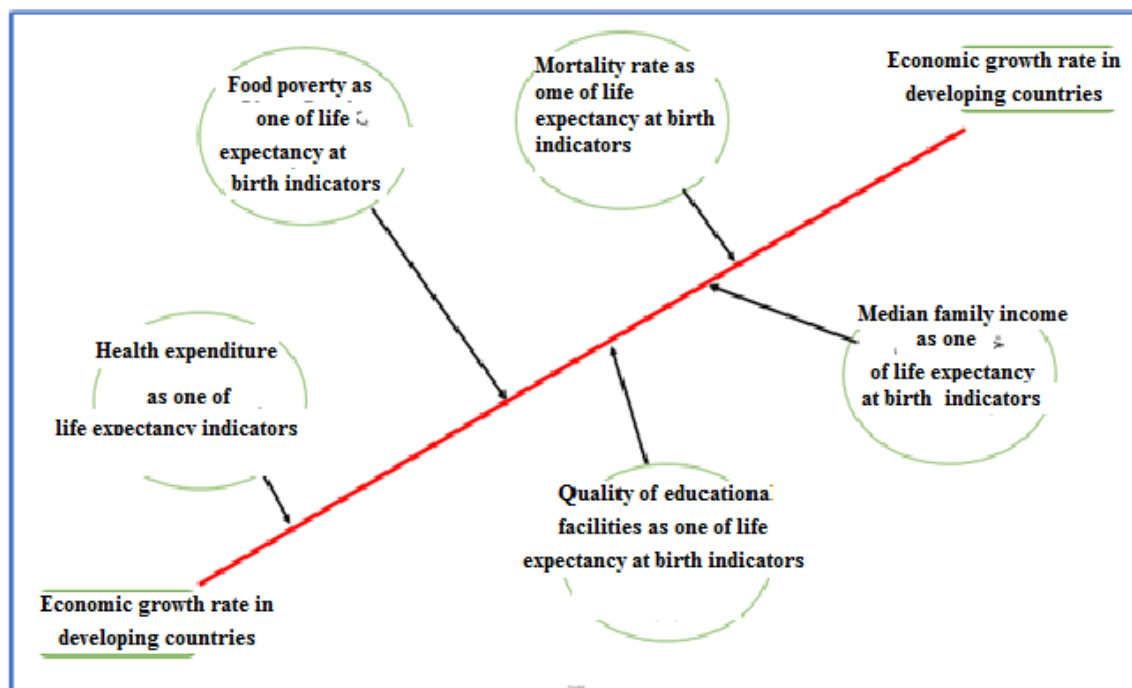 Food poverty as
one of life
expectancy at
birth indicators
Mortality rate as
ome of life
expectancy at birth
indicators
Economic growth rate in
developing countries
Health expenditure
as one of
life expectancy indicators
Median family income
as one
of life expectancy
at birth indicators
Quality of educational
facilities as one of life
expectancy at birth indicators
Economic growth rate in
developing countries